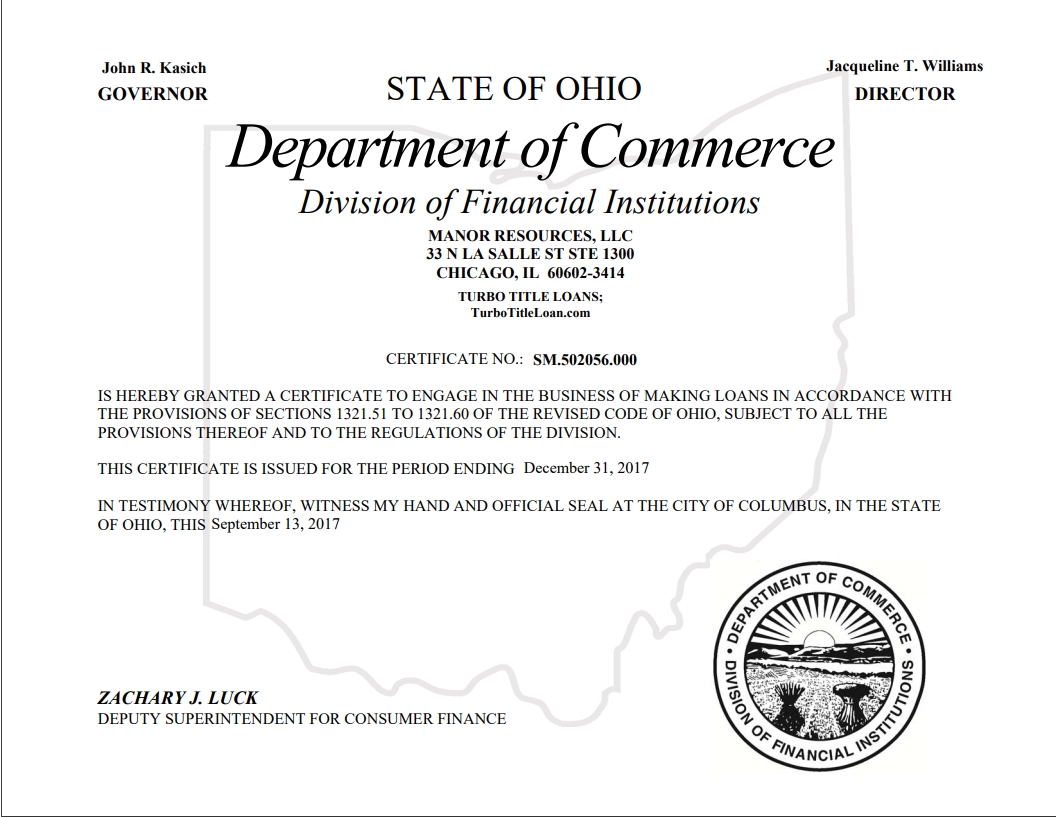 John R. Kasich
GOVERNOR
Jacqueline T. Williams
DIRECTOR
STATE OF OHIO
Department of Commerce
Division of Financial Institutions
MANOR RESOURCES, LLC
33 N LA SALLE ST STE 1300
CHICAGO, IL 60602-3414
TURBO TITLE LOANS;
TurboTitleLoan.com
CERTIFICATE NO.: SM.502056.000
IS HEREBY GRANTED A CERTIFICATE TO ENGAGE IN THE BUSINESS OF MAKING LOANS IN ACCORDANCE WITH
THE PROVISIONS OF SECTIONS 1321.51 TO 1321.60 OF THE REVISED CODE OF OHIO, SUBJECT TO ALL THE
PROVISIONS THEREOF AND TO THE REGULATIONS OF THE DIVISION.
THIS CERTIFICATE IS ISSUED FOR THE PERIOD ENDING December 31, 2017
IN TESTIMONY WHEREOF, WITNESS MY HAND AND OFFICIAL SEAL AT THE CITY OF COLUMBUS, IN THE STATE
OF OHIO, THIS September 13, 2017
ZACHARY J. LUCK
DEPUTY SUPERINTENDENT FOR CONSUMER FINANCE
• DEPARTMENT OF COMMERCE •
DIVISION OF FINANCIAL INSTITUTIONS